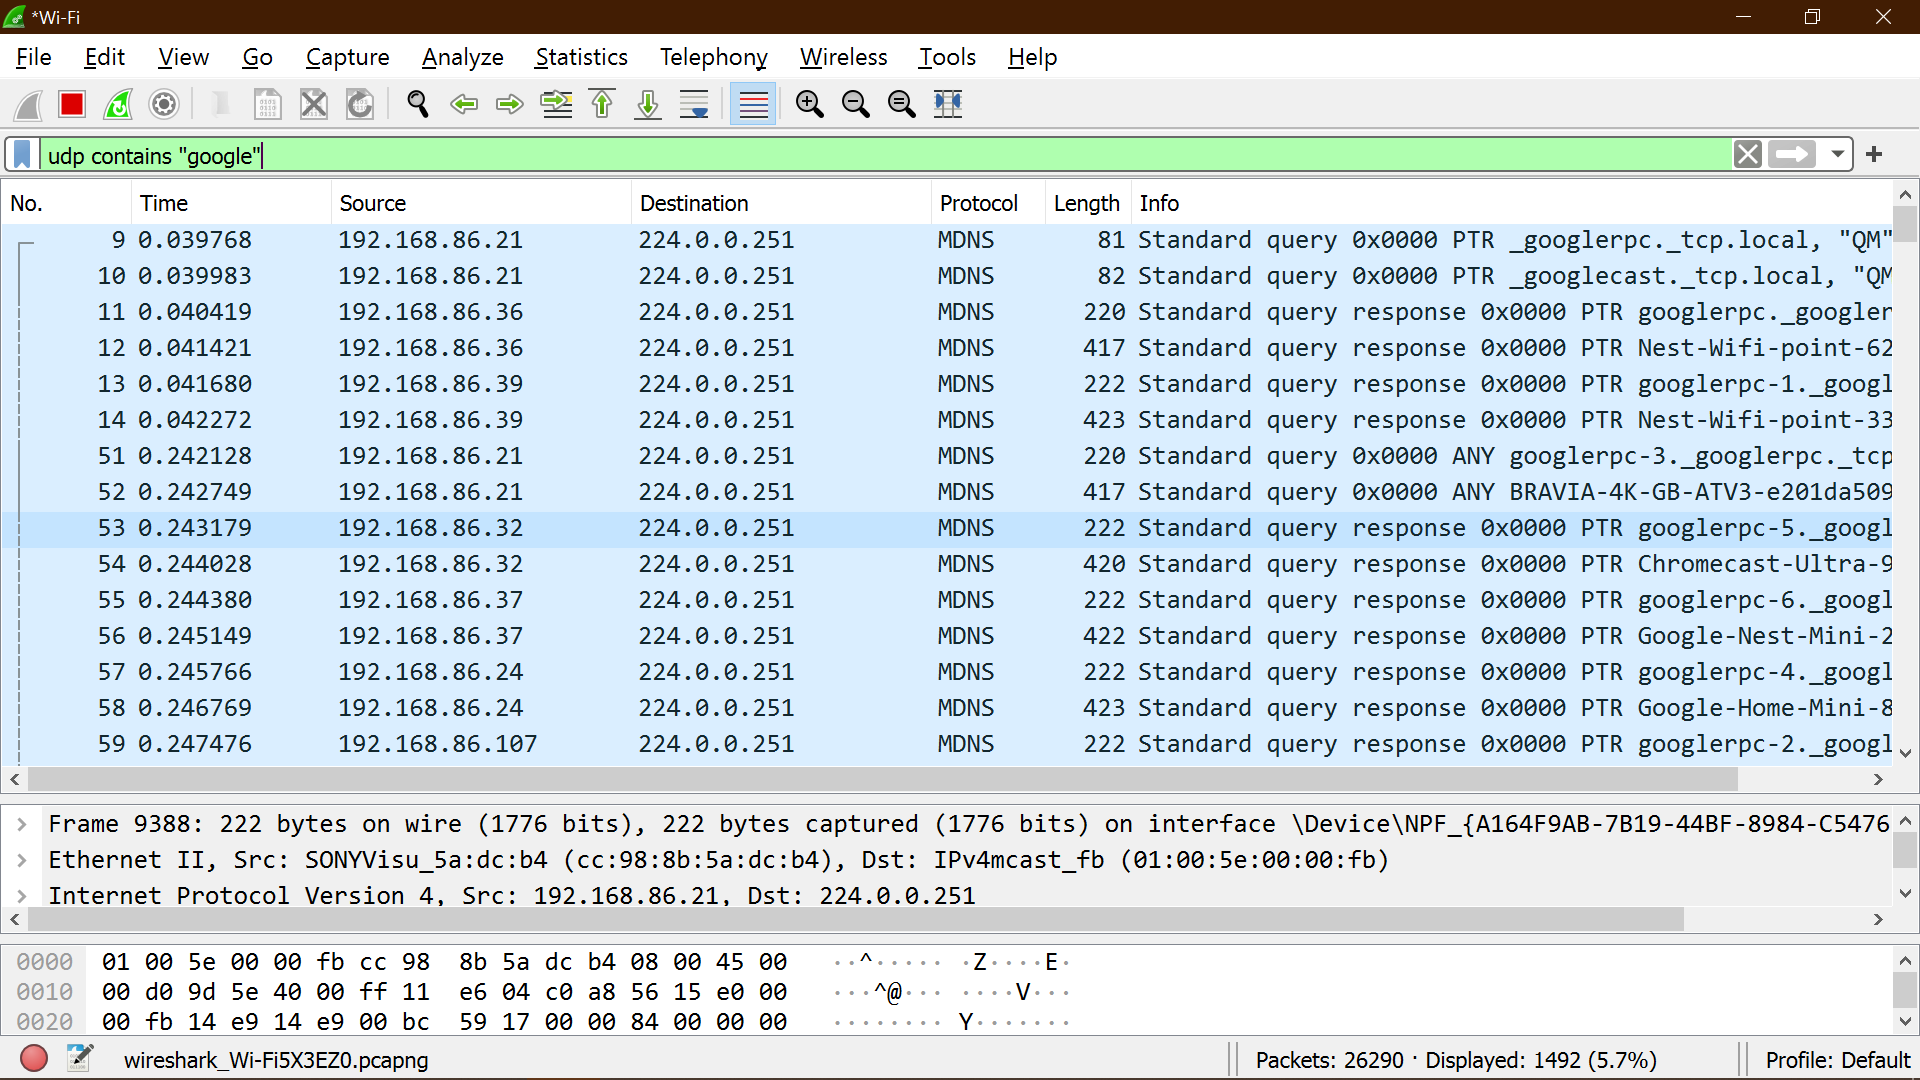 *Wi-Fi
File Edit View Go Capture Analyze Statistics Telephony Wireless Tools Help
udp contains "google"
No. Time Source Destination Protocol Length Info
9 0.039768 192.168.86.21 224.0.0.251 MDNS 81 Standard query 0x0000 PTR _googlerpc._tcp.local, "QM"
10 0.039983 192.168.86.21 224.0.0.251 MDNS 82 Standard query 0x0000 PTR _googlecast._tcp.local, "QM
11 0.040419 192.168.86.36 224.0.0.251 MDNS 220 Standard query response 0x0000 PTR googlerpc._googler
12 0.041421 192.168.86.36 224.0.0.251 MDNS 417 Standard query response 0x0000 PTR Nest-Wifi-point-62
13 0.041680 192.168.86.39 224.0.0.251 MDNS 222 Standard query response 0x0000 PTR googlerpc-1._googl
14 0.042272 192.168.86.39 224.0.0.251 MDNS 423 Standard query response 0x0000 PTR Nest-Wifi-point-33
51 0.242128 192.168.86.21 224.0.0.251 MDNS 220 Standard query 0x0000 ANY googlerpc-3._googlerpc._tcp
52 0.242749 192.168.86.21 224.0.0.251 MDNS 417 Standard query 0x0000 ANY BRAVIA-4K-GB-ATV3-e201da509
53 0.243179 192.168.86.32 224.0.0.251 MDNS 222 Standard query response 0x0000 PTR googlerpc-5._googl
54 0.244028 192.168.86.32 224.0.0.251 MDNS 420 Standard query response 0x0000 PTR Chromecast-Ultra-9
55 0.244380 192.168.86.37 224.0.0.251 MDNS 222 Standard query response 0x0000 PTR googlerpc-6._googl
56 0.245149 192.168.86.37 224.0.0.251 MDNS 422 Standard query response 0x0000 PTR Google-Nest-Mini-2
57 0.245766 192.168.86.24 224.0.0.251 MDNS 222 Standard query response 0x0000 PTR googlerpc-4._googl
58 0.246769 192.168.86.24 224.0.0.251 MDNS 423 Standard query response 0x0000 PTR Google-Home-Mini-8
59 0.247476 192.168.86.107 224.0.0.251 MDNS 222 Standard query response 0x0000 PTR googlerpc-2._googl
Frame 9388: 222 bytes on wire (1776 bits), 222 bytes captured (1776 bits) on interface \Device\NPF_{A164F9AB-7B19-44BF-8984-C5476
Ethernet II, Src: SONYVisu_5a:dc:b4 (cc:98:8b:5a:dc:b4), Dst: IPv4mcast_fb (01:00:5e:00:00:fb)
Internet Protocol Version 4, Src: 192.168.86.21, Dst: 224.0.0.251
0000 01 00 5e 00 00 fb cc 98 8b 5a dc b4 08 00 45 00 ··^····· ·Z····E·
0010 00 d0 9d 5e 40 00 ff 11 e6 04 c0 a8 56 15 e0 00 ···^@··· ····V···
0020 00 fb 14 e9 14 e9 00 bc 59 17 00 00 84 00 00 00 ········ Y·······
wireshark_Wi-Fi5X3EZ0.pcapng Packets: 26290 · Displayed: 1492 (5.7%) Profile: Default